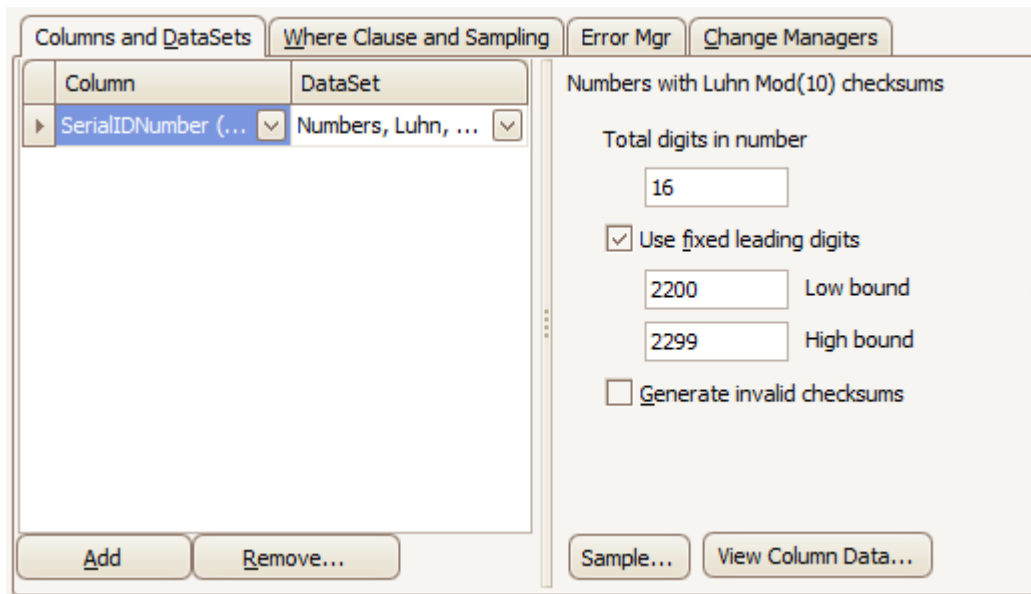 Columns and DataSets
Where Clause and Sampling
Error Mgr
Change Managers
Column
DataSet
SerialIDNumber (...
Numbers, Luhn, ...
Numbers with Luhn Mod(10) checksums
Total digits in number
16
Use fixed leading digits
2200 Low bound
2299 High bound
Generate invalid checksums
Add
Remove...
Sample...
View Column Data...